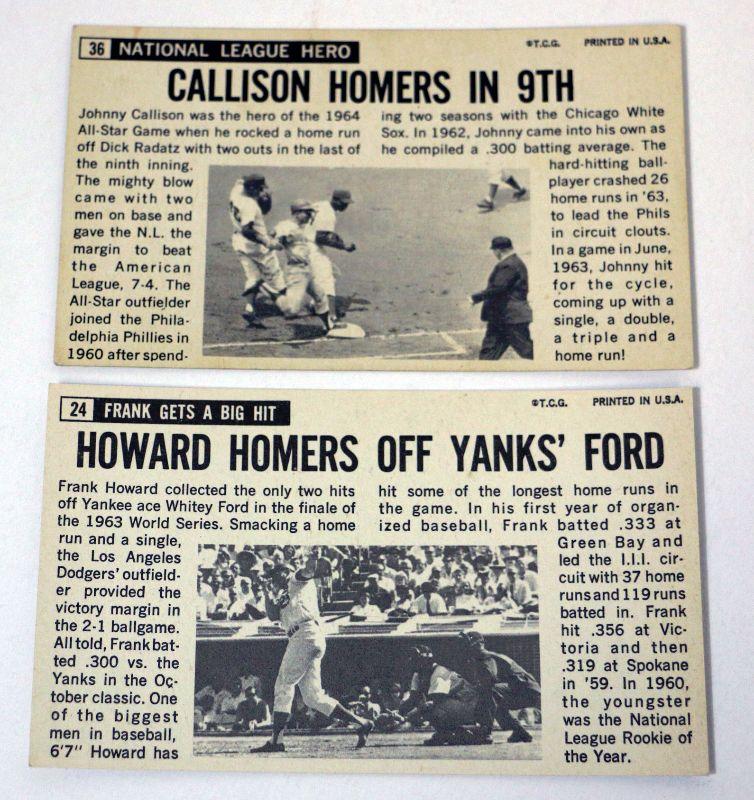 36 NATIONAL LEAGUE HERO ©T.C.G. PRINTED IN U.S.A.
CALLISON HOMERS IN 9TH
Johnny Callison was the hero of the 1964
All-Star Game when he rocked a home run
off Dick Radatz with two outs in the last of
the ninth inning.
The mighty blow
came with two
men on base and
gave the N.L. the
margin to beat
the American
League, 7-4. The
All-Star outfielder
joined the Phila-
delphia Phillies in
1960 after spend-
ing two seasons with the Chicago White
Sox. In 1962, Johnny came into his own as
he compiled a .300 batting average. The
hard-hitting ball-
player crashed 26
home runs in '63,
to lead the Phils
in circuit clouts.
In a game in June,
1963, Johnny hit
for the cycle,
coming up with a
single, a double,
a triple and a
home run!
24 FRANK GETS A BIG HIT ©T.C.G. PRINTED IN U.S.A.
HOWARD HOMERS OFF YANKS' FORD
Frank Howard collected the only two hits
off Yankee ace Whitey Ford in the finale of
the 1963 World Series. Smacking a home
run and a single,
the Los Angeles
Dodgers' outfield-
er provided the
victory margin in
the 2-1 ballgame.
All told, Frank bat-
ted .300 vs. the
Yanks in the Oc-
tober classic. One
of the biggest
men in baseball,
6'7" Howard has
hit some of the longest home runs in
the game. In his first year of organ-
ized baseball, Frank batted .333 at
Green Bay and
led the I.I.I. cir-
cuit with 37 home
runs and 119 runs
batted in. Frank
hit .356 at Vic-
toria and then
.319 at Spokane
in '59. In 1960,
the youngster
was the National
League Rookie of
the Year.